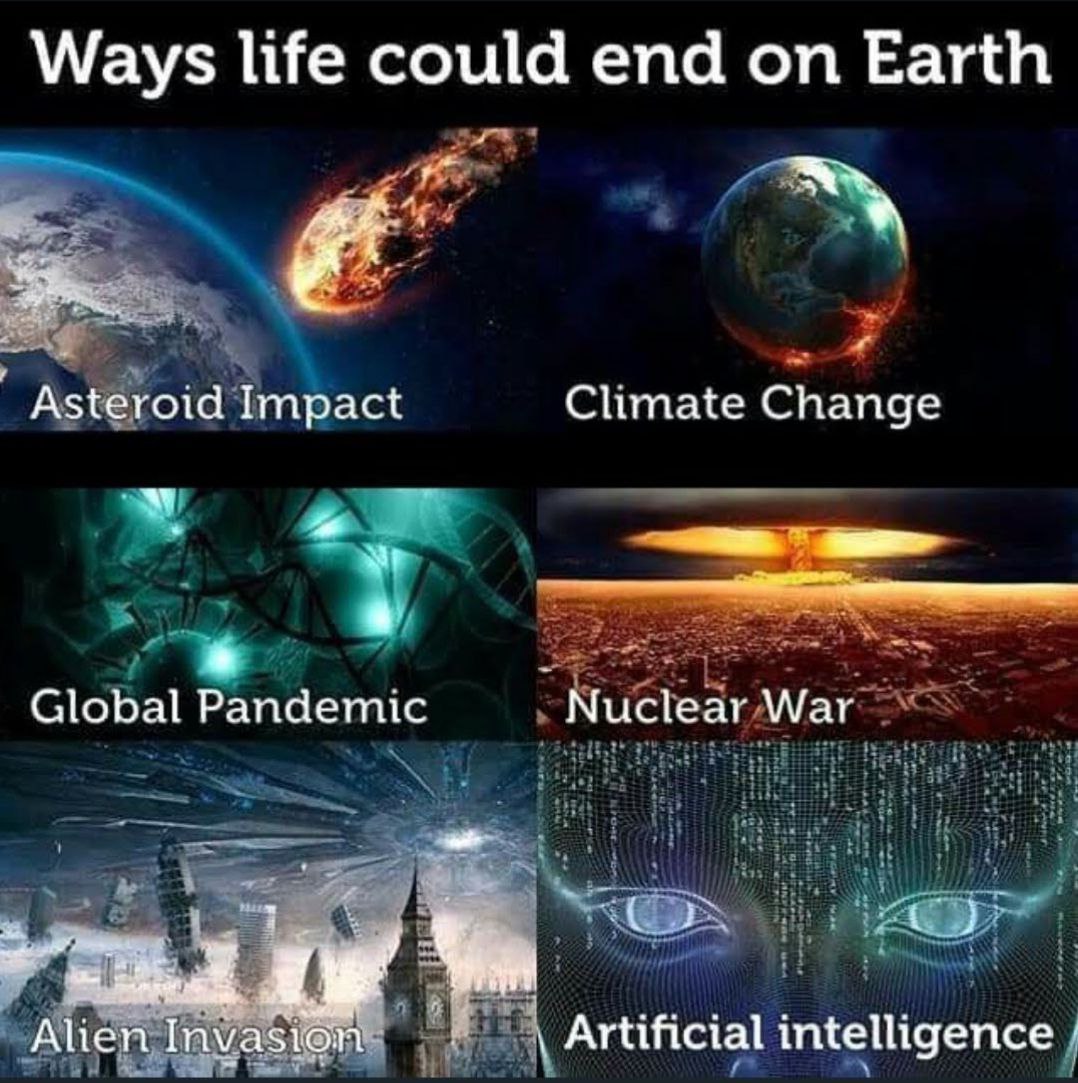 Ways life could end on Earth
Asteroid Impact
Climate Change
Global Pandemic
Nuclear War
Alien Invasion
Artificial intelligence